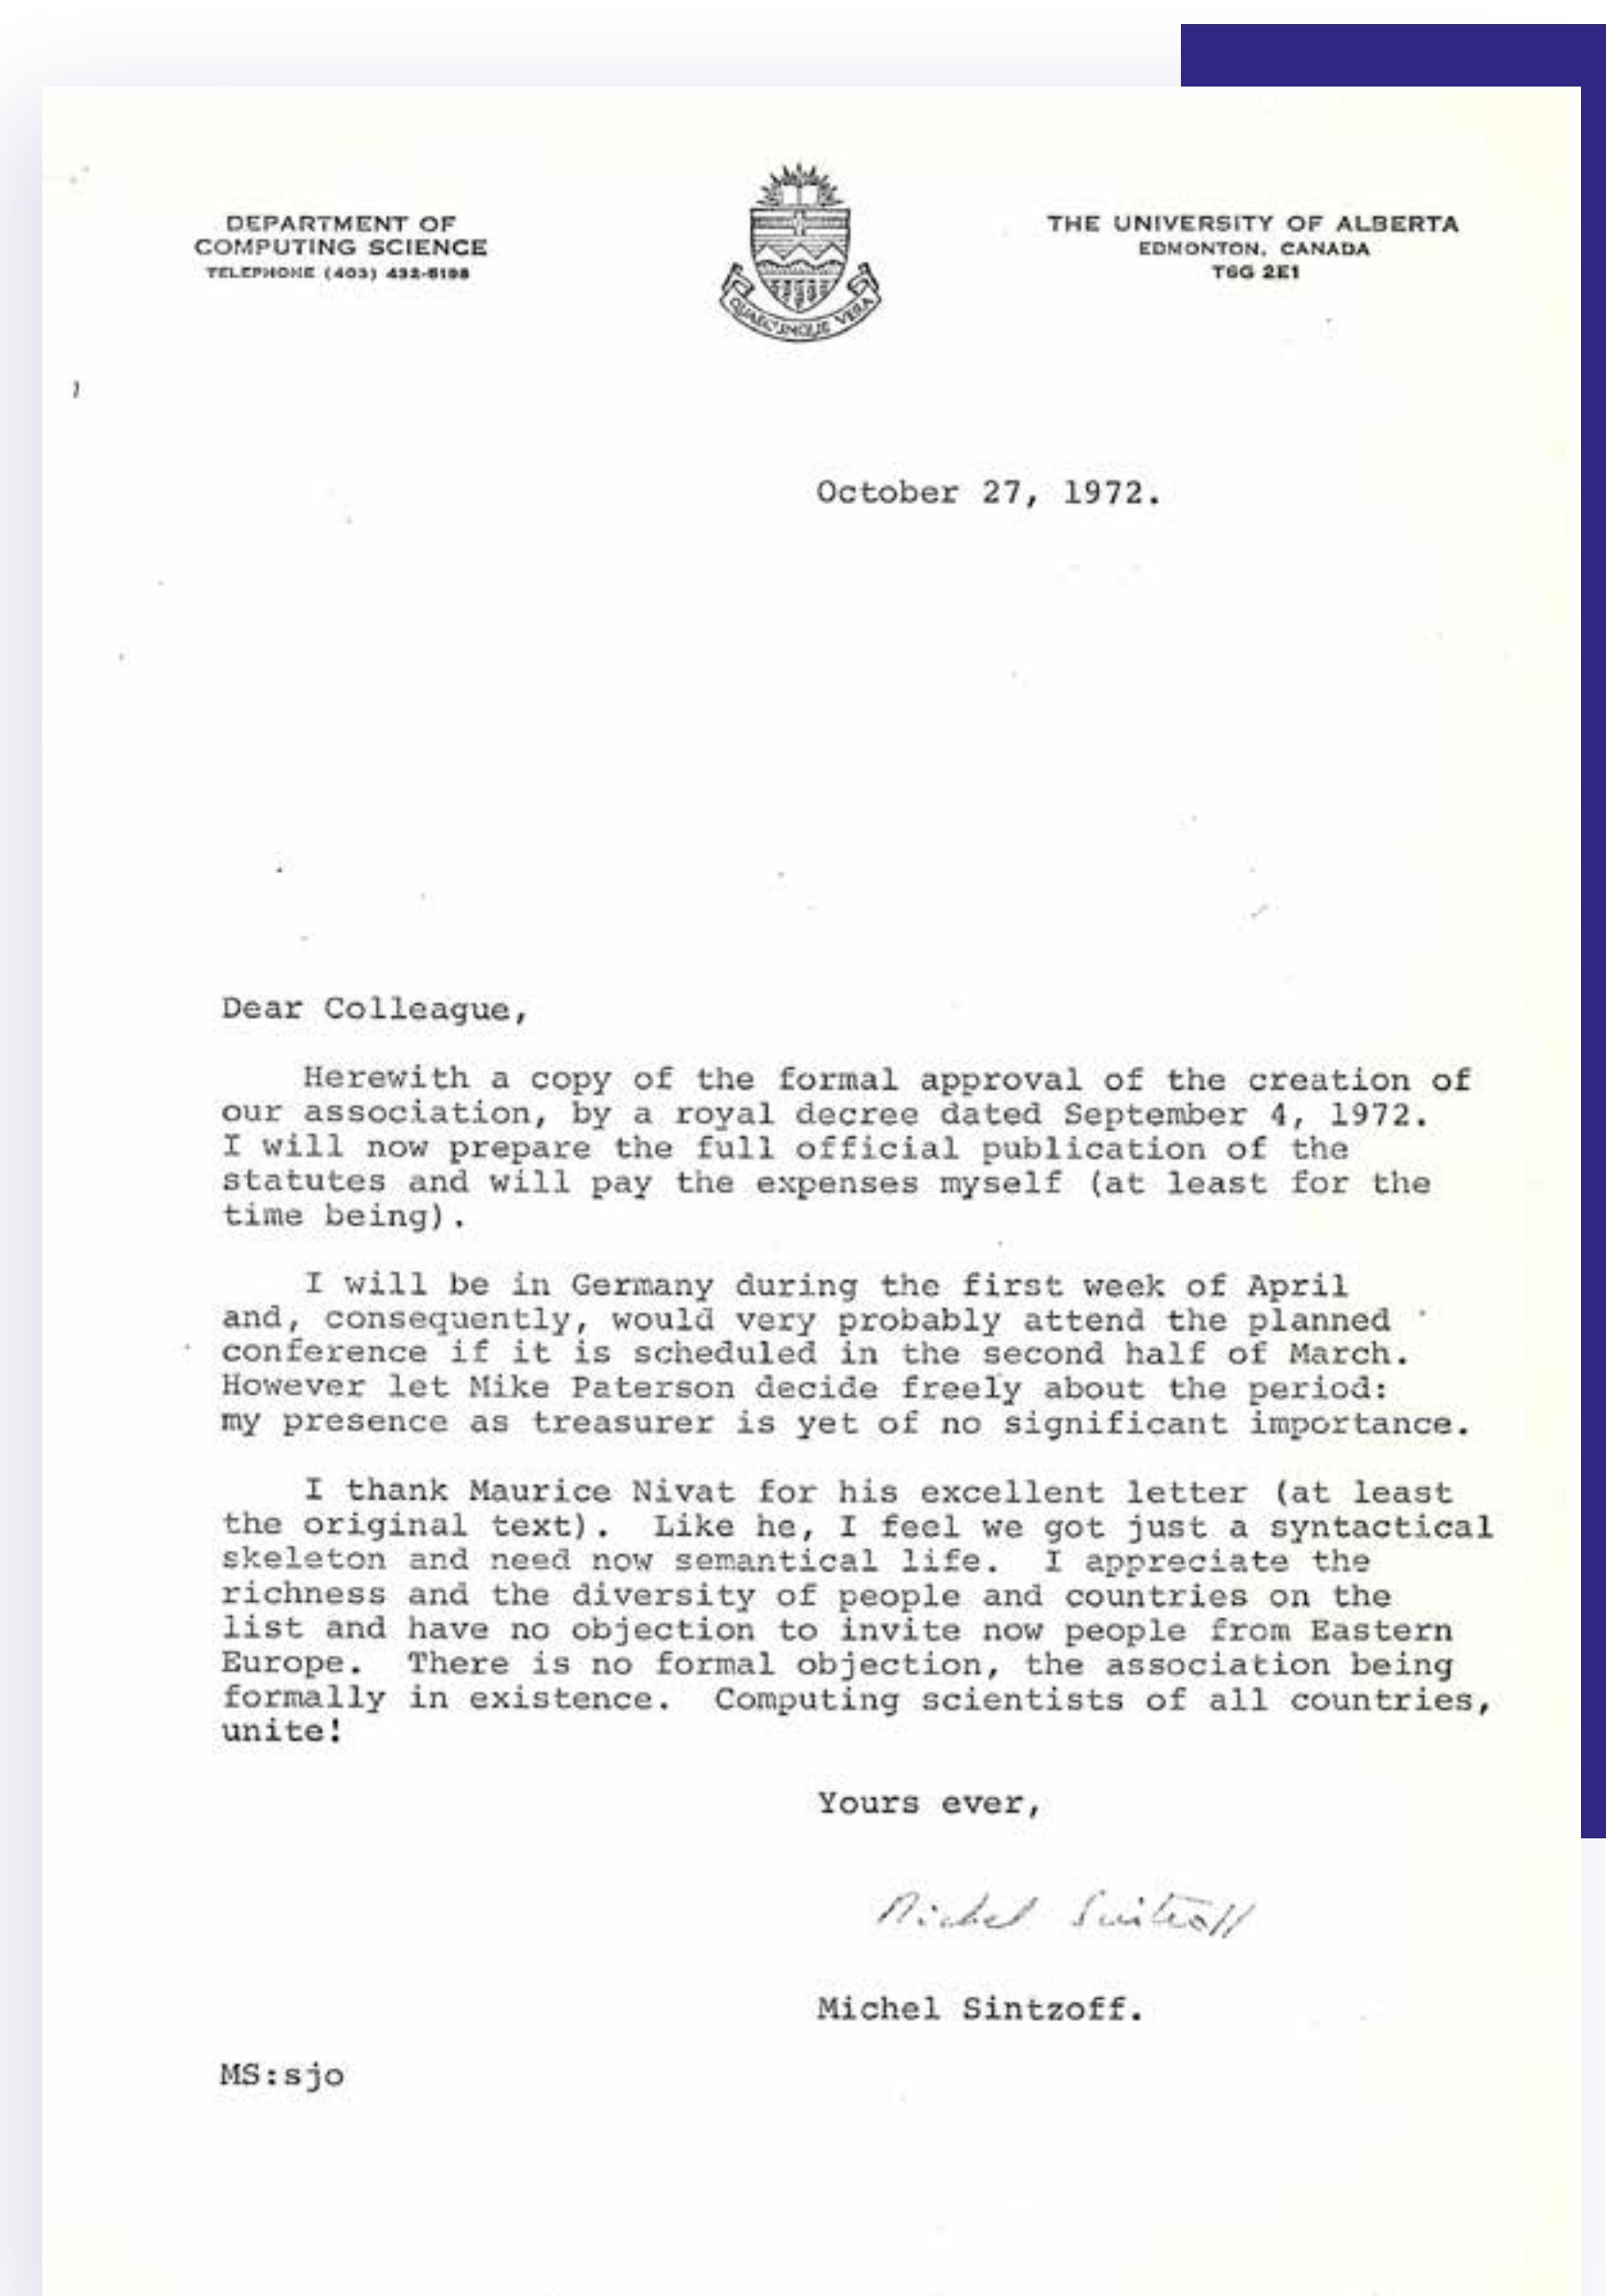 DEPARTMENT OF
COMPUTING SCIENCE
TELEPHONE (403) 432-5198
QUAECUNQUE VERA
THE UNIVERSITY OF ALBERTA
EDMONTON, CANADA
T6G 2E1
October 27, 1972.
Dear Colleague,
Herewith a copy of the formal approval of the creation of
our association, by a royal decree dated September 4, 1972.
I will now prepare the full official publication of the
statutes and will pay the expenses myself (at least for the
time being).
I will be in Germany during the first week of April
and, consequently, would very probably attend the planned
conference if it is scheduled in the second half of March.
However let Mike Paterson decide freely about the period:
my presence as treasurer is yet of no significant importance.
I thank Maurice Nivat for his excellent letter (at least
the original text). Like he, I feel we got just a syntactical
skeleton and need now semantical life. I appreciate the
richness and the diversity of people and countries on the
list and have no objection to invite now people from Eastern
Europe. There is no formal objection, the association being
formally in existence. Computing scientists of all countries,
unite!
Yours ever,
Michel Sintzoff
Michel Sintzoff.
MS:sjo